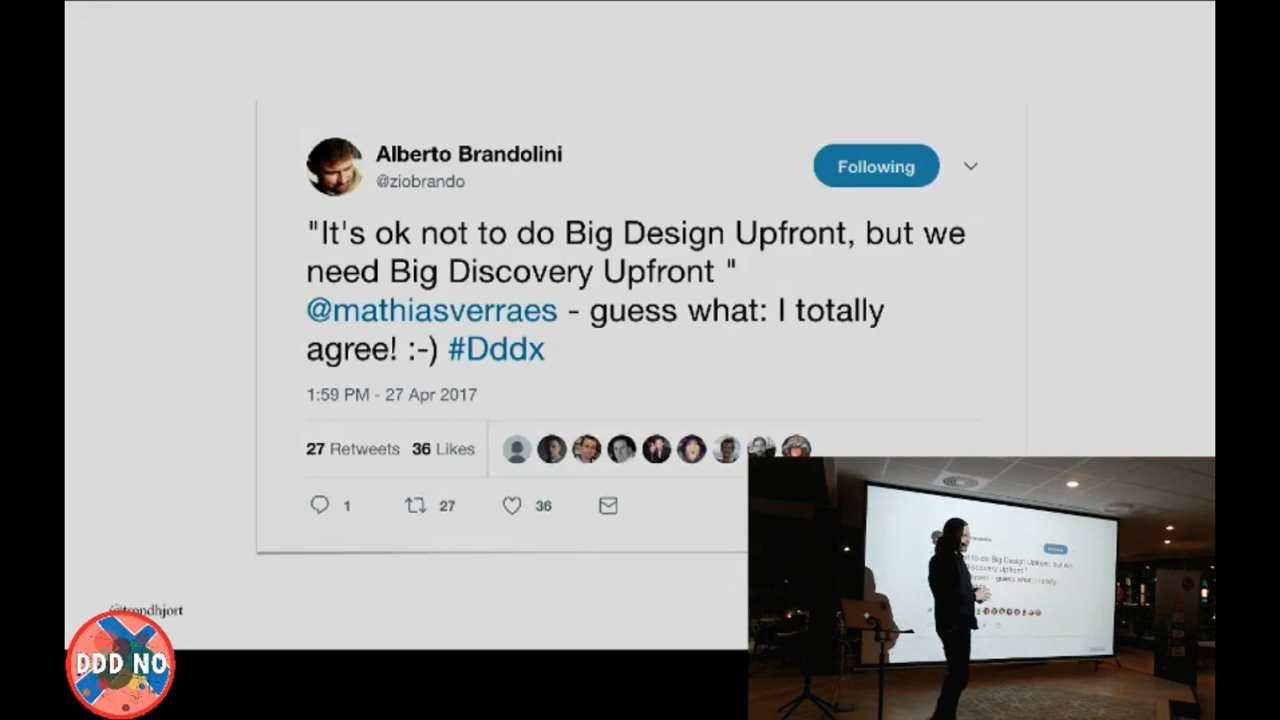 Alberto Brandolini
@ziobrando
Following
"It's ok not to do Big Design Upfront, but we
need Big Discovery Upfront "
@mathiasverraes - guess what: I totally
agree! :-) #Dddx
1:59 PM - 27 Apr 2017
27 Retweets 36 Likes
1 27 36
@trondhjort
DDD NO